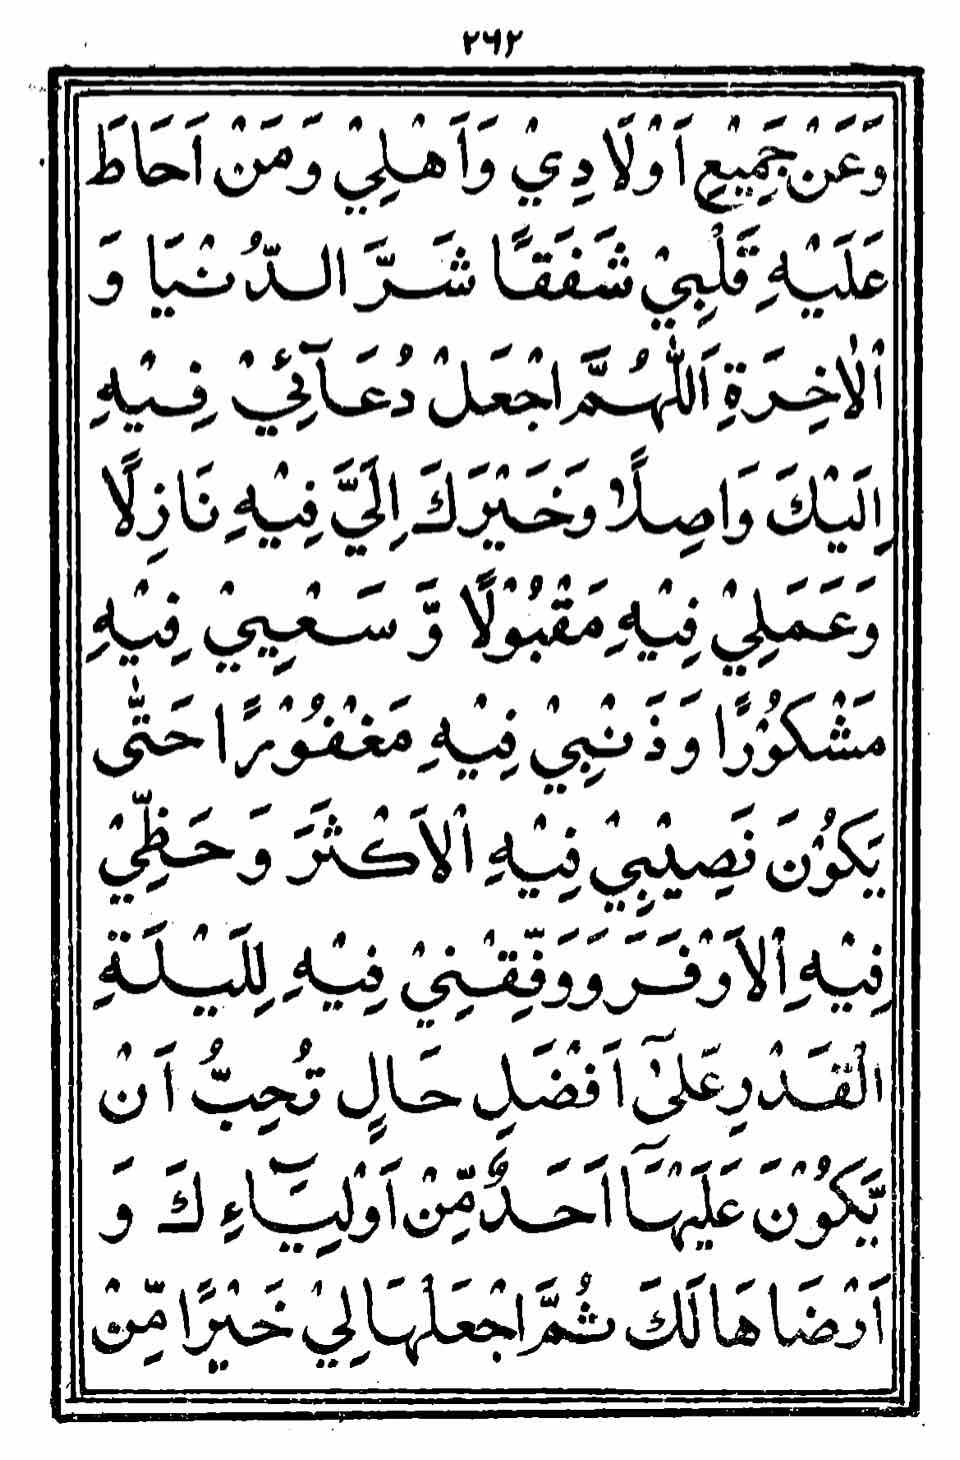 ٢٦٢
وَعَنْ جَمِيْعِ اَوْلَادِيْ وَاَهْلِيْ وَمَنْ اَحَاطَ
عَلَيْهِ قَلْبِيْ شَفَقًا شَرَّ الدُّنْيَا وَ
الْاٰخِرَةِ اَللّٰهُمَّ اجْعَلْ دُعَآئِيْ فِيْهِ
اِلَيْكَ وَاصِلًا وَخَيْرَكَ اِلَيَّ فِيْهِ نَازِلًا
وَعَمَلِيْ فِيْهِ مَقْبُوْلًا وَّ سَعْيِيْ فِيْهِ
مَشْكُوْرًا وَذَنْبِيْ فِيْهِ مَغْفُوْرًا حَتّٰى
يَكُوْنَ نَصِيْبِيْ فِيْهِ الْاَكْثَرَ وَحَظِّيْ
فِيْهِ الْاَوْفَرَ وَوَفِّقْنِيْ فِيْهِ لِلَيْلَةِ
الْقَدْرِ عَلٰٓى اَفْضَلِ حَالٍ تُحِبُّ اَنْ
يَّكُوْنَ عَلَيْهَآ اَحَدٌ مِّنْ اَوْلِيَآءِكَ وَ
اَرْضَاهَا لَكَ ثُمَّ اجْعَلْهَا لِيْ خَيْرًا مِّنْ